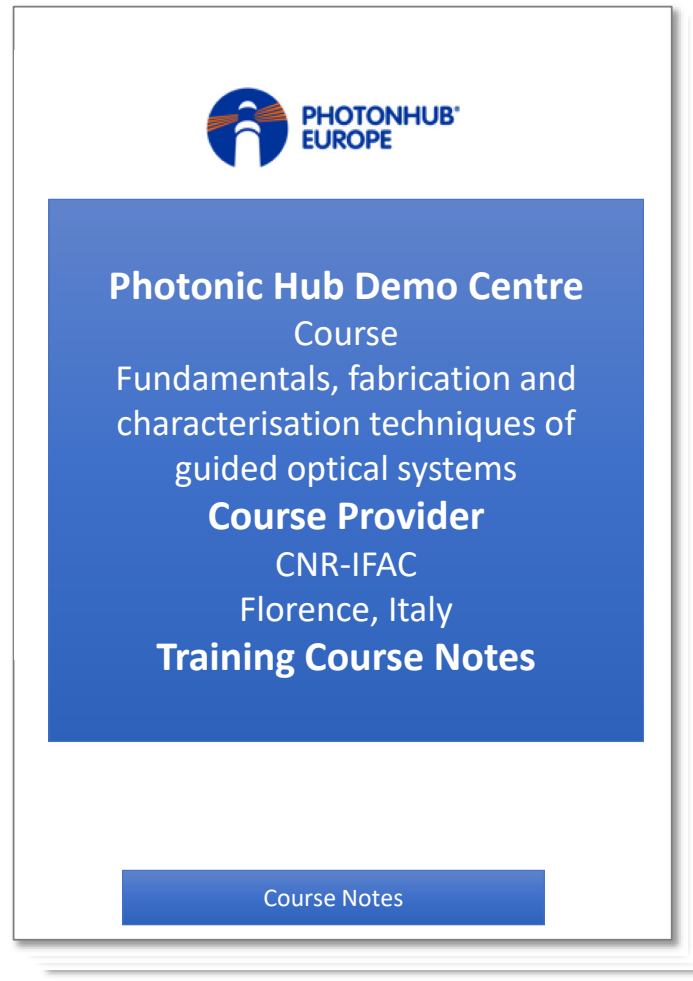 PHOTONHUB®
EUROPE
Photonic Hub Demo Centre
Course
Fundamentals, fabrication and
characterisation techniques of
guided optical systems
Course Provider
CNR-IFAC
Florence, Italy
Training Course Notes
Course Notes